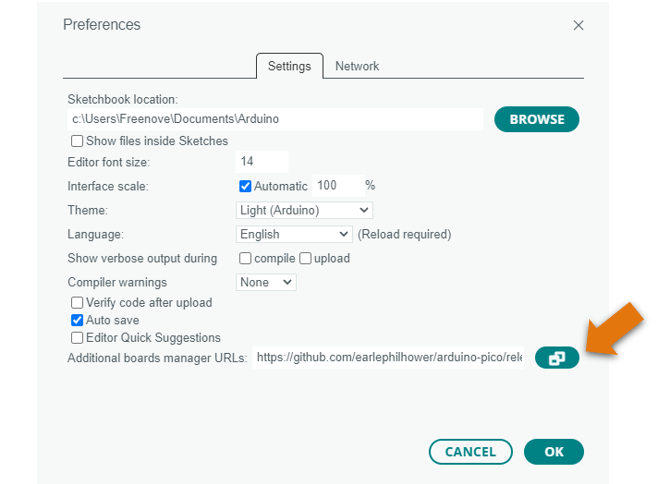 Preferences
Settings Network
Sketchbook location:
c:\Users\Freenove\Documents\Arduino BROWSE
Show files inside Sketches
Editor font size: 14
Interface scale: Automatic 100 %
Theme: Light (Arduino)
Language: English (Reload required)
Show verbose output during compile upload
Compiler warnings None
Verify code after upload
Auto save
Editor Quick Suggestions
Additional boards manager URLs: https://github.com/earlephilhower/arduino-pico/rele
CANCEL OK